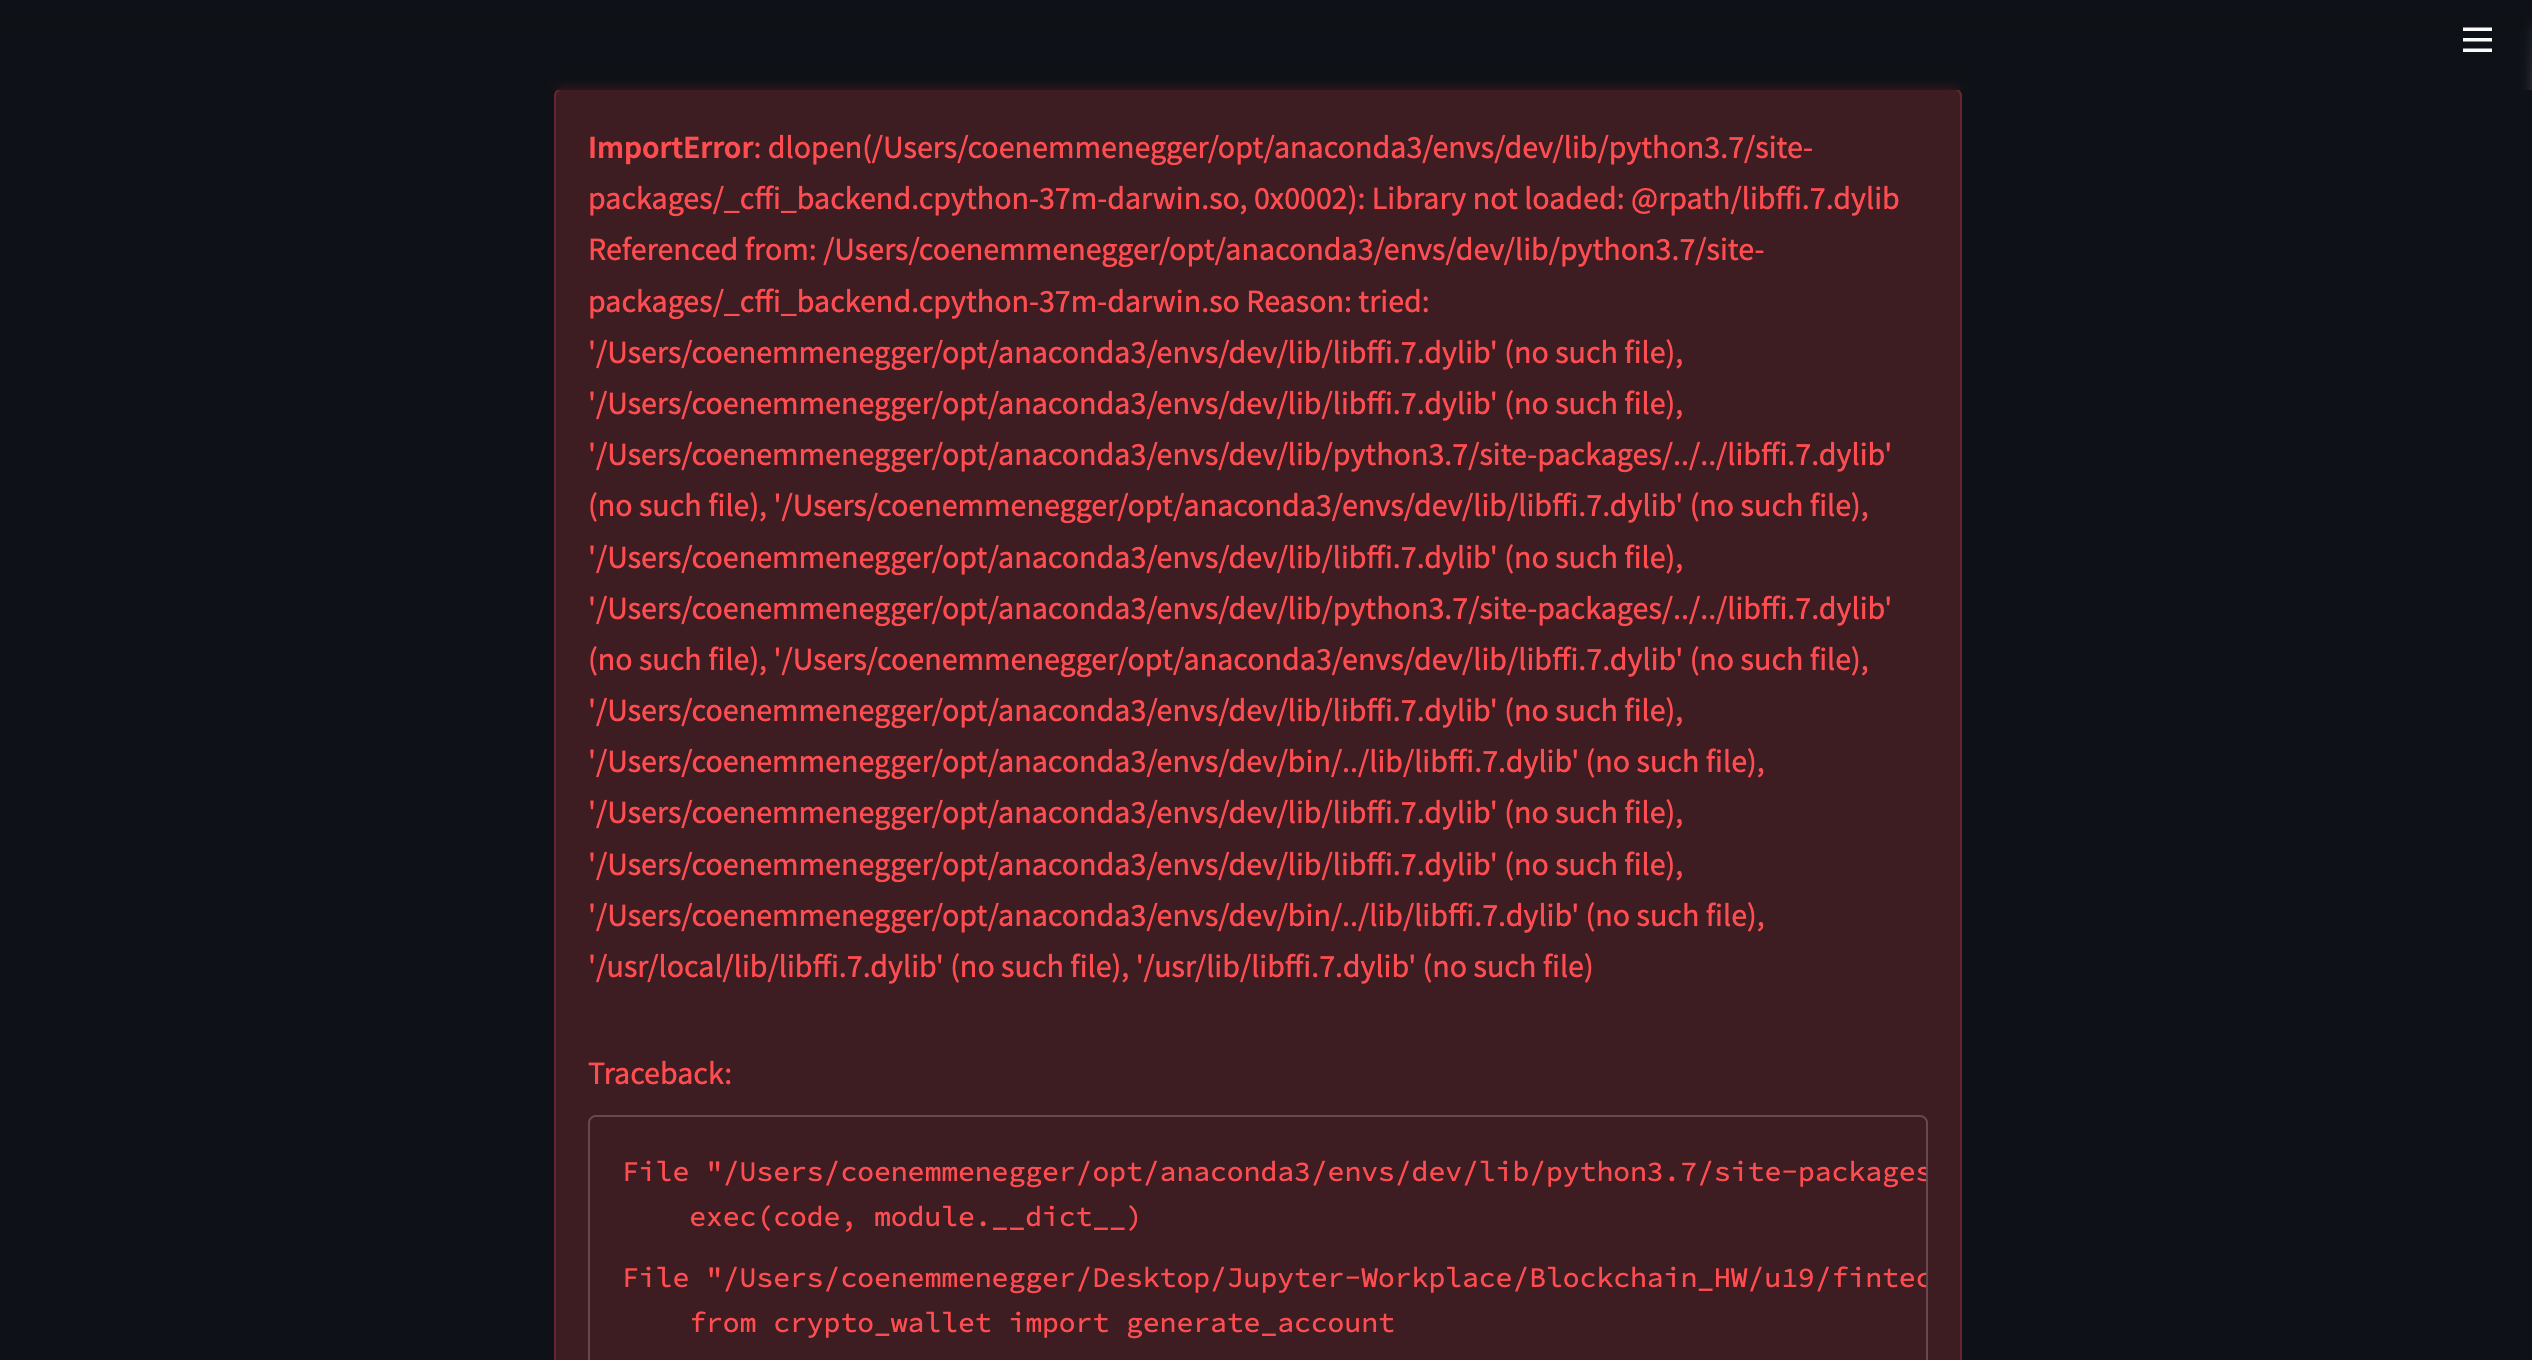 ImportError: dlopen(/Users/coenemmenegger/opt/anaconda3/envs/dev/lib/python3.7/site-
packages/_cffi_backend.cpython-37m-darwin.so, 0x0002): Library not loaded: @rpath/libffi.7.dylib
Referenced from: /Users/coenemmenegger/opt/anaconda3/envs/dev/lib/python3.7/site-
packages/_cffi_backend.cpython-37m-darwin.so Reason: tried:
'/Users/coenemmenegger/opt/anaconda3/envs/dev/lib/libffi.7.dylib' (no such file),
'/Users/coenemmenegger/opt/anaconda3/envs/dev/lib/libffi.7.dylib' (no such file),
'/Users/coenemmenegger/opt/anaconda3/envs/dev/lib/python3.7/site-packages/../../libffi.7.dylib'
(no such file), '/Users/coenemmenegger/opt/anaconda3/envs/dev/lib/libffi.7.dylib' (no such file),
'/Users/coenemmenegger/opt/anaconda3/envs/dev/lib/libffi.7.dylib' (no such file),
'/Users/coenemmenegger/opt/anaconda3/envs/dev/lib/python3.7/site-packages/../../libffi.7.dylib'
(no such file), '/Users/coenemmenegger/opt/anaconda3/envs/dev/lib/libffi.7.dylib' (no such file),
'/Users/coenemmenegger/opt/anaconda3/envs/dev/lib/libffi.7.dylib' (no such file),
'/Users/coenemmenegger/opt/anaconda3/envs/dev/bin/../lib/libffi.7.dylib' (no such file),
'/Users/coenemmenegger/opt/anaconda3/envs/dev/lib/libffi.7.dylib' (no such file),
'/Users/coenemmenegger/opt/anaconda3/envs/dev/lib/libffi.7.dylib' (no such file),
'/Users/coenemmenegger/opt/anaconda3/envs/dev/bin/../lib/libffi.7.dylib' (no such file),
'/usr/local/lib/libffi.7.dylib' (no such file), '/usr/lib/libffi.7.dylib' (no such file)
Traceback:
File "/Users/coenemmenegger/opt/anaconda3/envs/dev/lib/python3.7/site-packages
exec(code, module.__dict__)
File "/Users/coenemmenegger/Desktop/Jupyter-Workplace/Blockchain_HW/u19/fintec
from crypto_wallet import generate_account